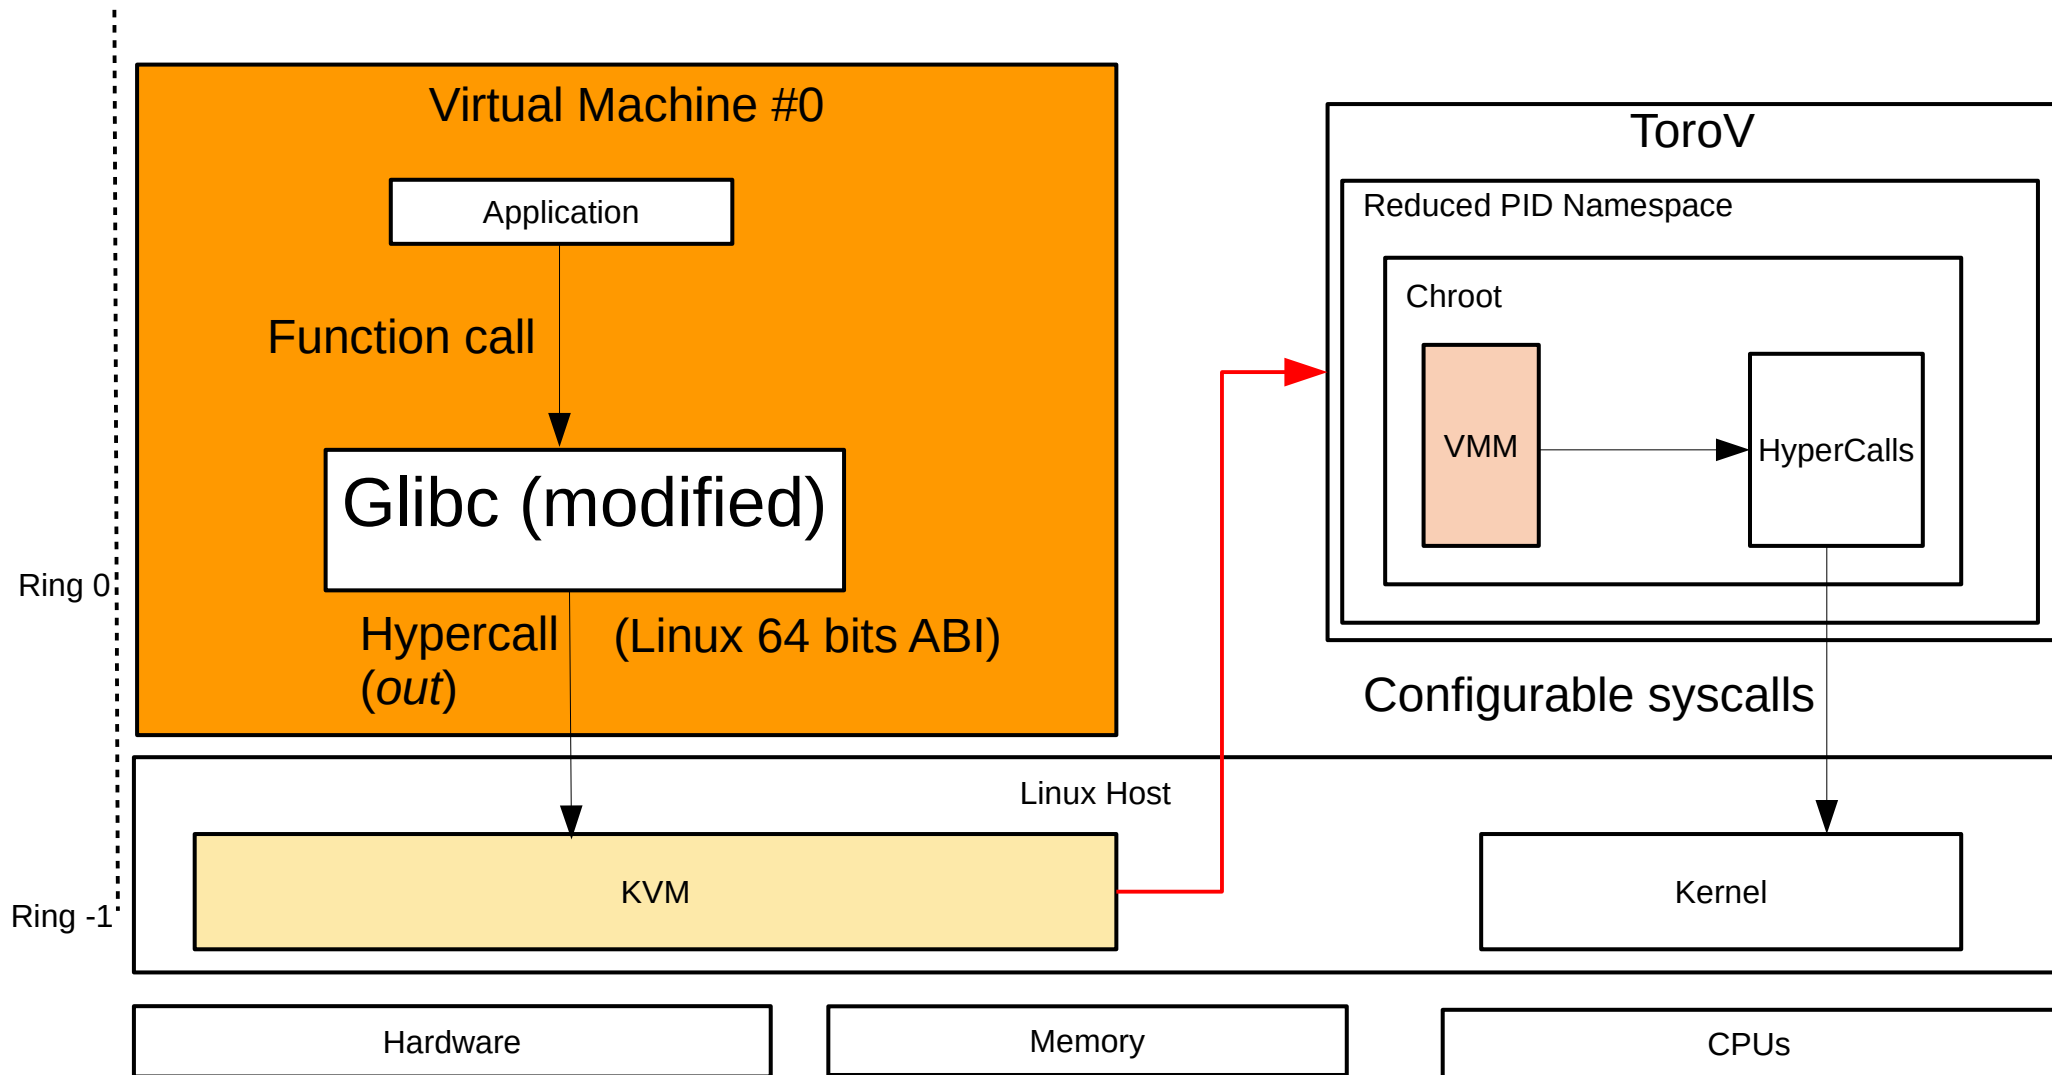 Virtual Machine #0
Application
Function call
Glibc (modified)
Ring 0
Hypercall
(out)
(Linux 64 bits ABI)
ToroV
Reduced PID Namespace
Chroot
VMM
HyperCalls
Configurable syscalls
Linux Host
KVM
Kernel
Ring -1
Hardware
Memory
CPUs